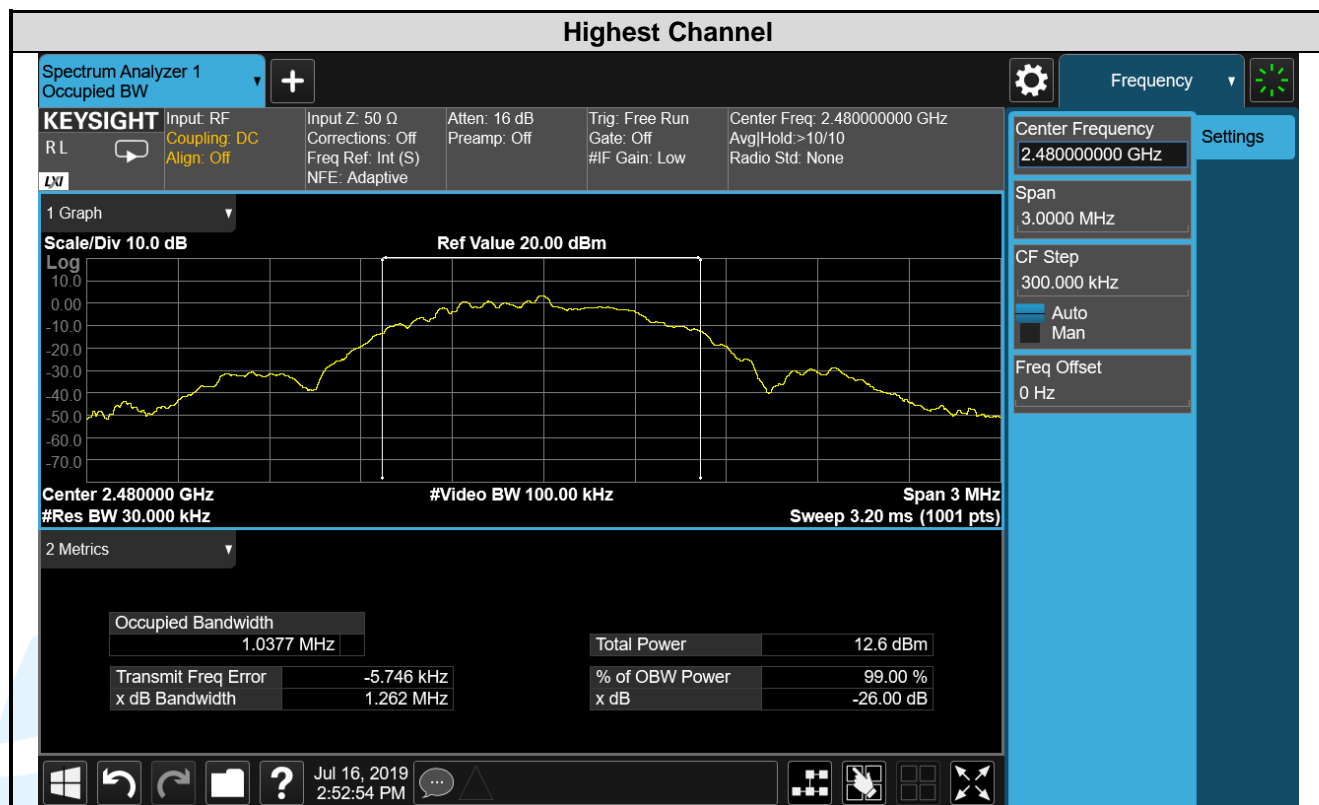 Highest Channel
Spectrum Analyzer 1
Occupied BW
Frequency
KEYSIGHT
R L
LXI
Input: RF
Coupling: DC
Align: Off
Input Z: 50 Ω
Corrections: Off
Freq Ref: Int (S)
NFE: Adaptive
Atten: 16 dB
Preamp: Off
Trig: Free Run
Gate: Off
#IF Gain: Low
Center Freq: 2.480000000 GHz
Avg|Hold:>10/10
Radio Std: None
Center Frequency
2.480000000 GHz
Settings
Span
3.0000 MHz
CF Step
300.000 kHz
Auto
Man
Freq Offset
0 Hz
1 Graph
Scale/Div 10.0 dB
Ref Value 20.00 dBm
Log
10.0
0.00
-10.0
-20.0
-30.0
-40.0
-50.0
-60.0
-70.0
Center 2.480000 GHz
#Video BW 100.00 kHz
Span 3 MHz
#Res BW 30.000 kHz
Sweep 3.20 ms (1001 pts)
2 Metrics
Occupied Bandwidth
1.0377 MHz
Total Power 12.6 dBm
Transmit Freq Error -5.746 kHz
% of OBW Power 99.00 %
x dB Bandwidth 1.262 MHz
x dB -26.00 dB
?
Jul 16, 2019
2:52:54 PM